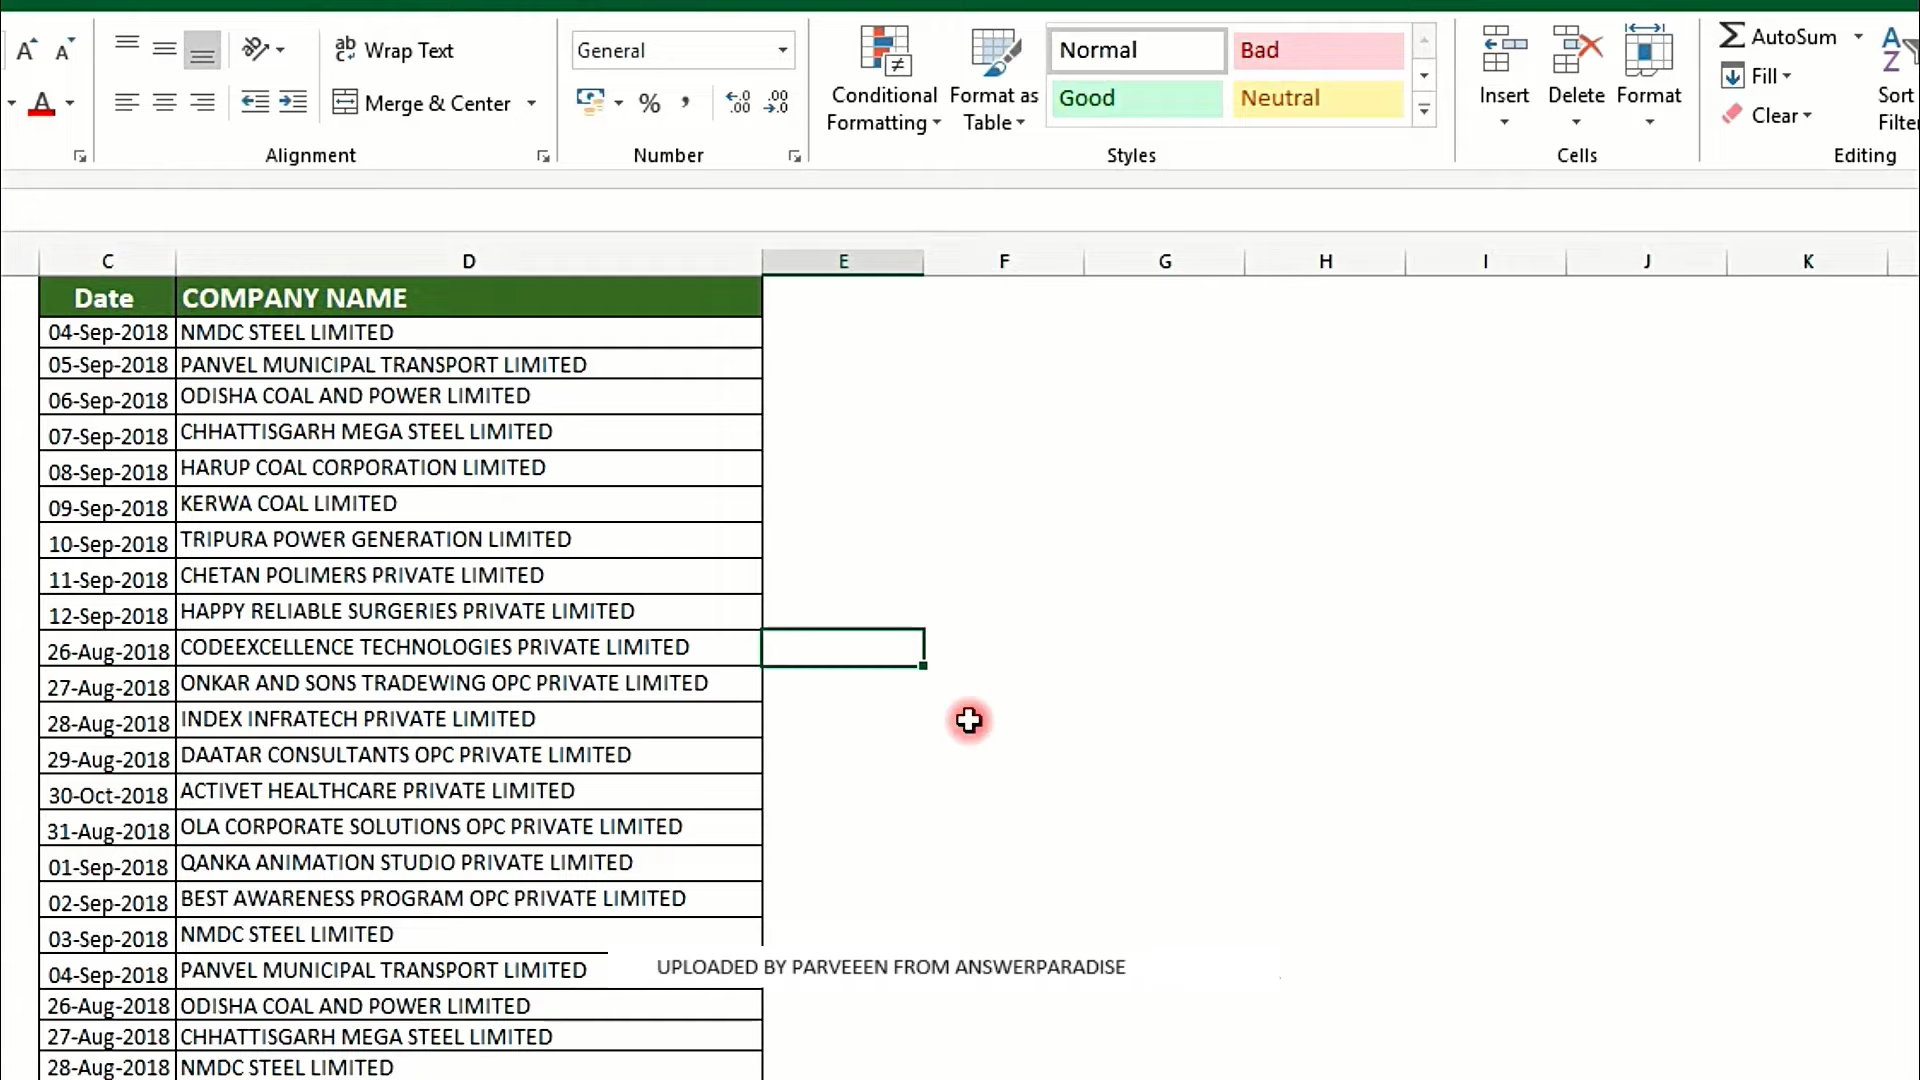 A A
ab Wrap Text
General
Conditional Formatting
Format as Table
Normal
Bad
Good
Neutral
Insert
Delete
Format
AutoSum
Fill
Clear
A Z
Sort
Filte
A
Merge & Center
% , .0 .00 .00 .0
Alignment
Number
Styles
Cells
Editing
C D E F G H I J K
Date COMPANY NAME
04-Sep-2018 NMDC STEEL LIMITED
05-Sep-2018 PANVEL MUNICIPAL TRANSPORT LIMITED
06-Sep-2018 ODISHA COAL AND POWER LIMITED
07-Sep-2018 CHHATTISGARH MEGA STEEL LIMITED
08-Sep-2018 HARUP COAL CORPORATION LIMITED
09-Sep-2018 KERWA COAL LIMITED
10-Sep-2018 TRIPURA POWER GENERATION LIMITED
11-Sep-2018 CHETAN POLIMERS PRIVATE LIMITED
12-Sep-2018 HAPPY RELIABLE SURGERIES PRIVATE LIMITED
26-Aug-2018 CODEEXCELLENCE TECHNOLOGIES PRIVATE LIMITED
27-Aug-2018 ONKAR AND SONS TRADEWING OPC PRIVATE LIMITED
28-Aug-2018 INDEX INFRATECH PRIVATE LIMITED
29-Aug-2018 DAATAR CONSULTANTS OPC PRIVATE LIMITED
30-Oct-2018 ACTIVET HEALTHCARE PRIVATE LIMITED
31-Aug-2018 OLA CORPORATE SOLUTIONS OPC PRIVATE LIMITED
01-Sep-2018 QANKA ANIMATION STUDIO PRIVATE LIMITED
02-Sep-2018 BEST AWARENESS PROGRAM OPC PRIVATE LIMITED
03-Sep-2018 NMDC STEEL LIMITED
04-Sep-2018 PANVEL MUNICIPAL TRANSPORT LIMITED
UPLOADED BY PARVEEEN FROM ANSWERPARADISE
26-Aug-2018 ODISHA COAL AND POWER LIMITED
27-Aug-2018 CHHATTISGARH MEGA STEEL LIMITED
28-Aug-2018 NMDC STEEL LIMITED